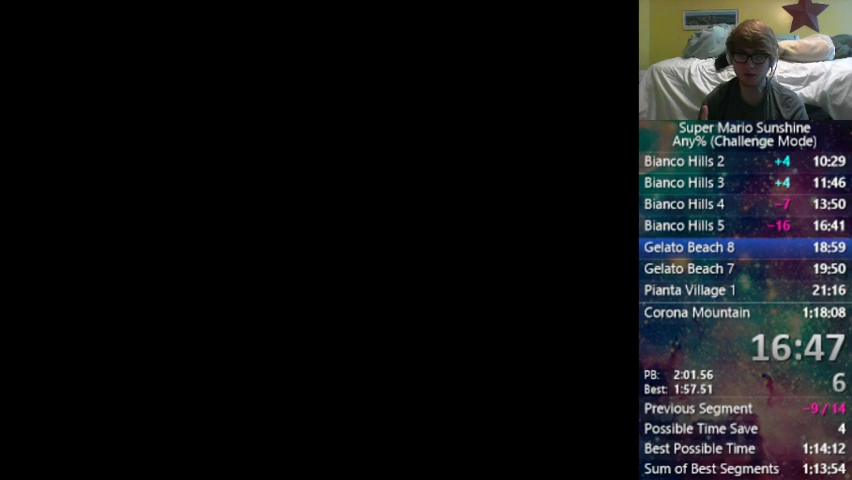 Super Mario Sunshine
Any% (Challenge Mode)
Bianco Hills 2 +4 10:29
Bianco Hills 3 +4 11:46
Bianco Hills 4 -7 13:50
Bianco Hills 5 -16 16:41
Gelato Beach 8 18:59
Gelato Beach 7 19:50
Pianta Village 1 21:16
Corona Mountain 1:18:08
16:47
PB: 2:01.56 6
Best: 1:57.51
Previous Segment -9 / 14
Possible Time Save 4
Best Possible Time 1:14:12
Sum of Best Segments 1:13:54